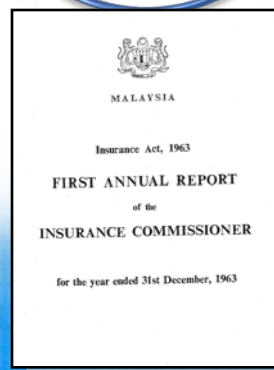 MALAYSIA
Insurance Act, 1963
FIRST ANNUAL REPORT
of the
INSURANCE COMMISSIONER
for the year ended 31st December, 1963